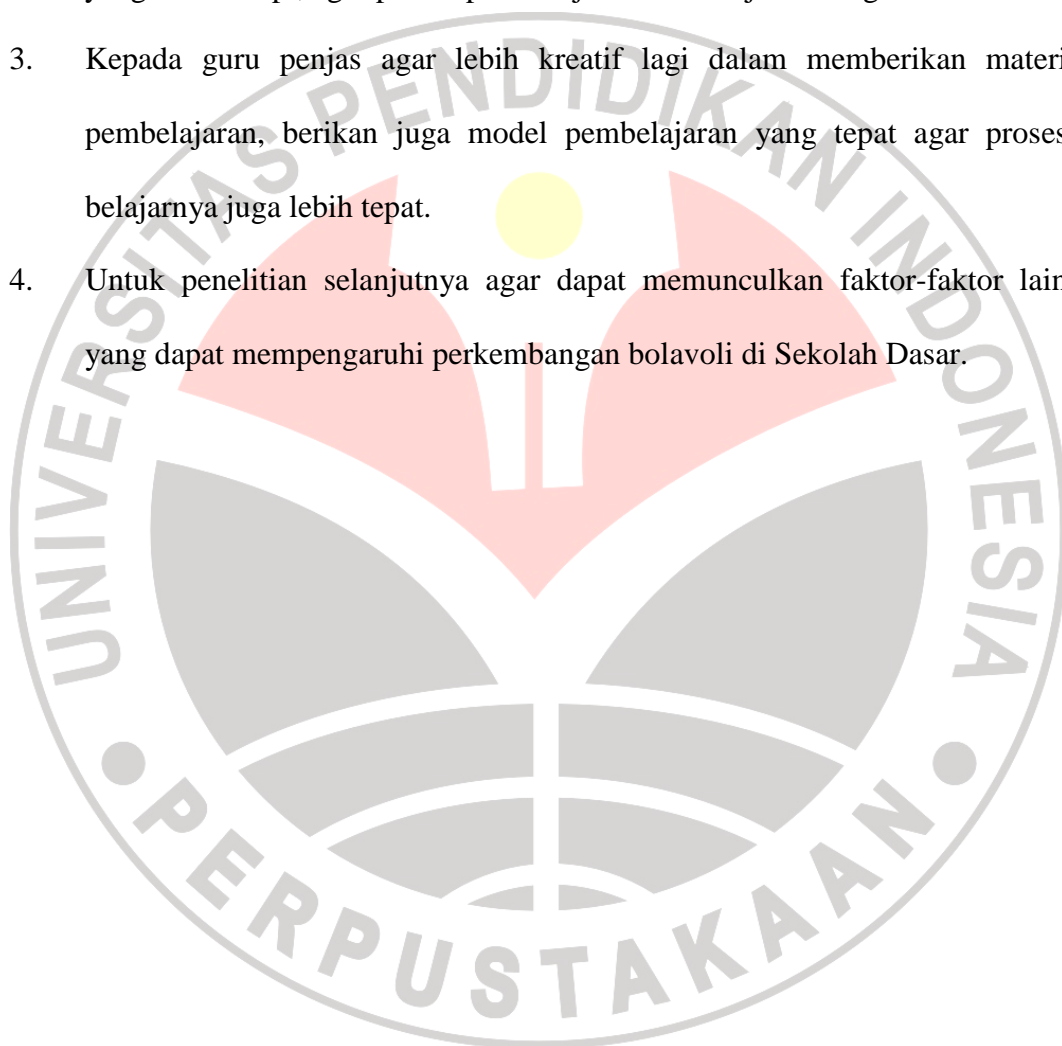 3. Kepada guru penjas agar lebih kreatif lagi dalam memberikan materi
pembelajaran, berikan juga model pembelajaran yang tepat agar proses
belajarnya juga lebih tepat.
4. Untuk penelitian selanjutnya agar dapat memunculkan faktor-faktor lain
yang dapat mempengaruhi perkembangan bolavoli di Sekolah Dasar.
UNIVERSITAS PENDIDIKAN INDONESIA
PERPUSTAKAAN